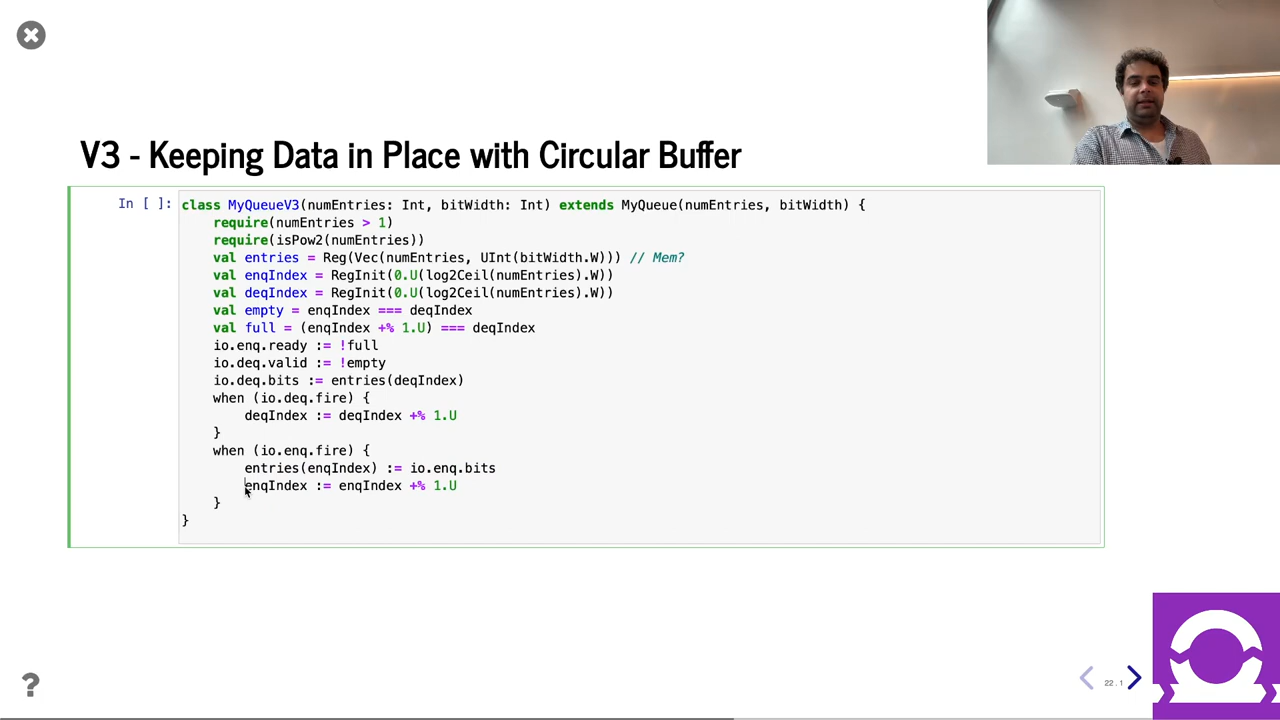 V3 - Keeping Data in Place with Circular Buffer
In [ ]:
class MyQueueV3(numEntries: Int, bitWidth: Int) extends MyQueue(numEntries, bitWidth) {
    require(numEntries > 1)
    require(isPow2(numEntries))
    val entries = Reg(Vec(numEntries, UInt(bitWidth.W))) // Mem?
    val enqIndex = RegInit(0.U(log2Ceil(numEntries).W))
    val deqIndex = RegInit(0.U(log2Ceil(numEntries).W))
    val empty = enqIndex === deqIndex
    val full = (enqIndex +% 1.U) === deqIndex
    io.enq.ready := !full
    io.deq.valid := !empty
    io.deq.bits := entries(deqIndex)
    when (io.deq.fire) {
        deqIndex := deqIndex +% 1.U
    }
    when (io.enq.fire) {
        entries(enqIndex) := io.enq.bits
        enqIndex := enqIndex +% 1.U
    }
}
?
22.1